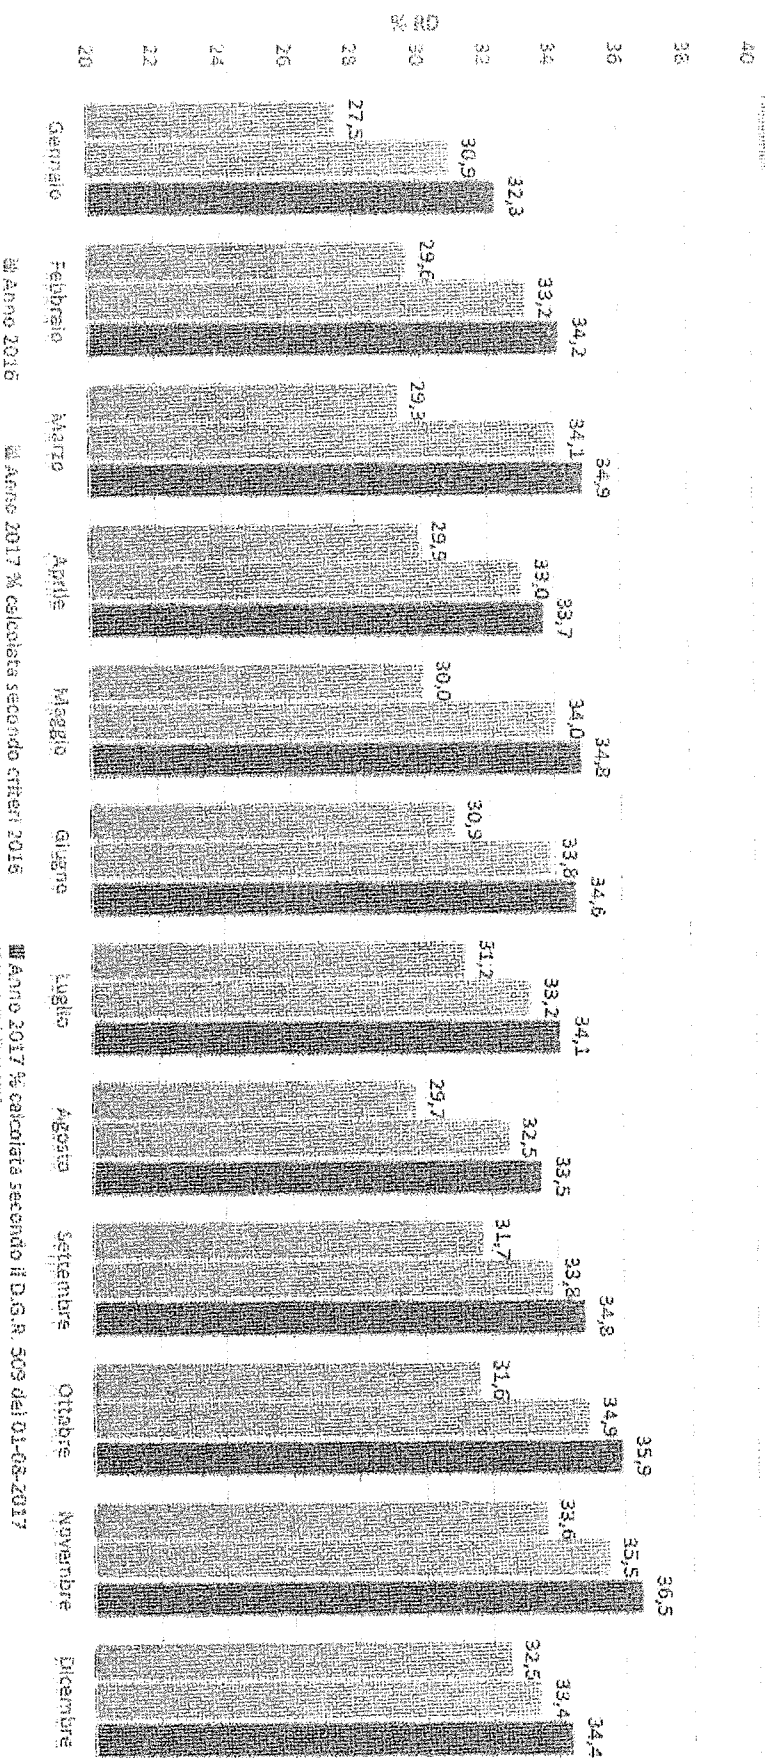 % RD
40
38
36
34
32
30
28
26
24
22
20
27,5 30,9 32,3
29,6 33,2 34,2
29,3 34,1 34,9
29,9 33,0 33,7
30,0 34,0 34,8
30,9 33,8 34,6
31,2 33,2 34,1
29,7 32,5 33,5
31,7 33,8 34,8
31,6 34,9 35,9
33,6 35,5 36,5
32,5 33,4 34,4
Gennaio Febbraio Marzo Aprile Maggio Giugno Luglio Agosto Settembre Ottobre Novembre Dicembre
Anno 2016 Anno 2017 % calcolata secondo criteri 2016 Anno 2017 % calcolata secondo il D.G.R. 509 del 01-08-2017